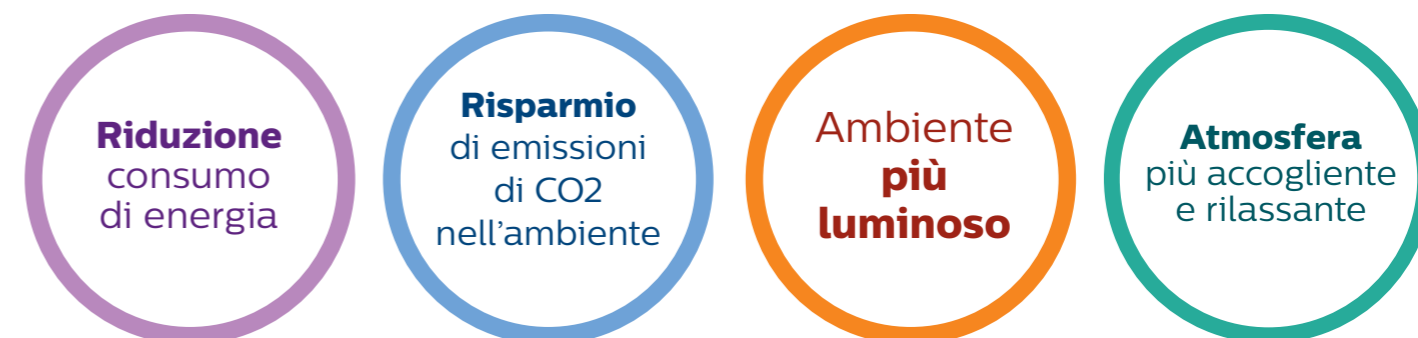 Riduzione
consumo
di energia
Risparmio
di emissioni
di CO2
nell'ambiente
Ambiente
più
luminoso
Atmosfera
più accogliente
e rilassante